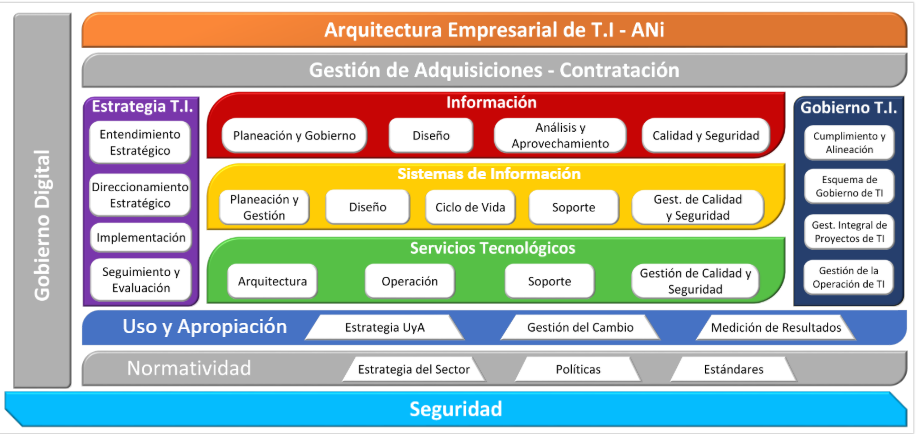 Gobierno Digital
Arquitectura Empresarial de T.I - ANi
Gestión de Adquisiciones - Contratación
Estrategia T.I.
Entendimiento
Estratégico
Direccionamiento
Estratégico
Implementación
Seguimiento y
Evaluación
Información
Planeación y Gobierno
Diseño
Análisis y
Aprovechamiento
Calidad y Seguridad
Sistemas de Información
Planeación y
Gestión
Diseño
Ciclo de Vida
Soporte
Gest. de Calidad
y Seguridad
Servicios Tecnológicos
Arquitectura
Operación
Soporte
Gestión de Calidad y
Seguridad
Gobierno T.I.
Cumplimiento y
Alineación
Esquema de
Gobierno de TI
Gest. Integral de
Proyectos de TI
Gestión de la
Operación de TI
Uso y Apropiación
Estrategia UyA
Gestión del Cambio
Medición de Resultados
Normatividad
Estrategia del Sector
Políticas
Estándares
Seguridad